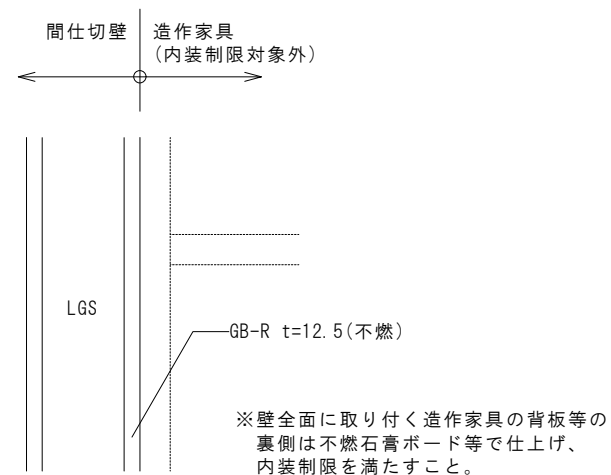 間仕切壁
造作家具
(内装制限対象外)
LGS
GB-R t=12.5(不燃)
※壁全面に取り付く造作家具の背板等の
裏側は不燃石膏ボード等で仕上げ、
内装制限を満たすこと。